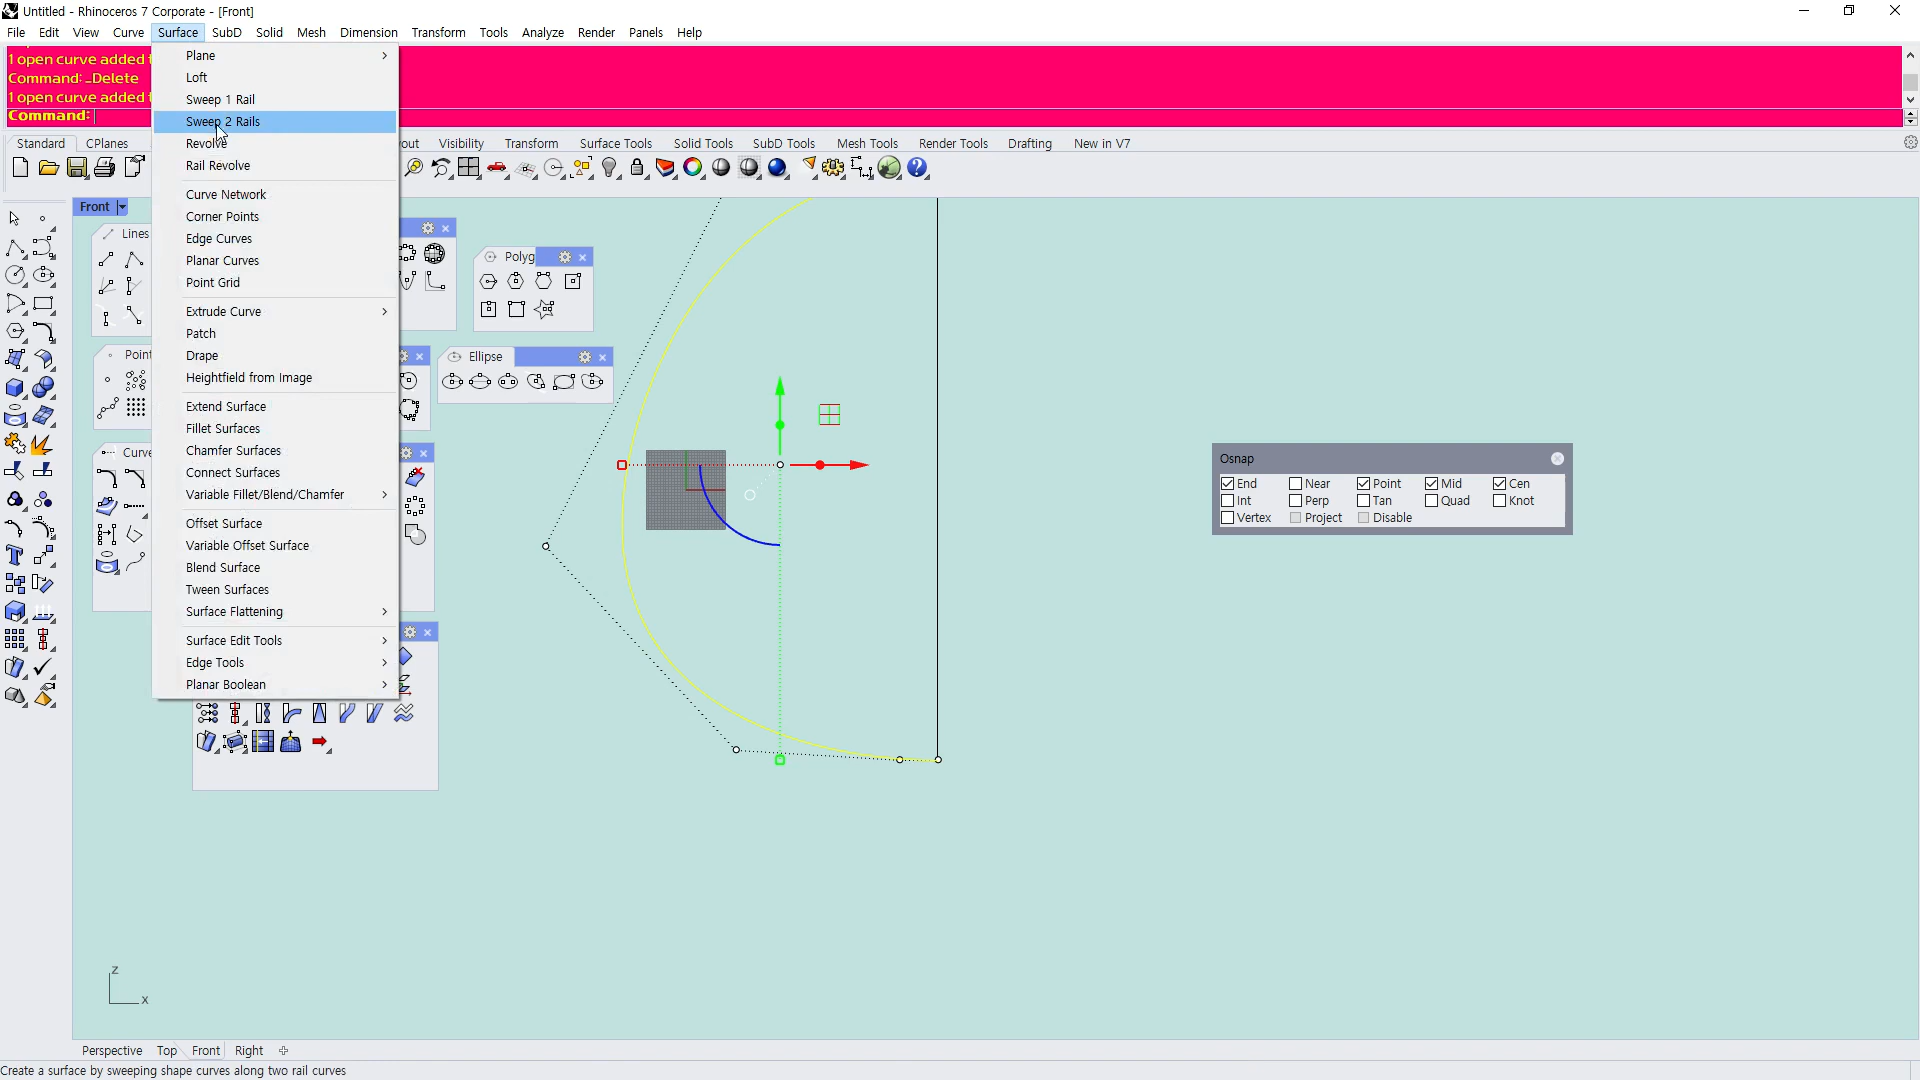 Untitled - Rhinoceros 7 Corporate - [Front]
File Edit View Curve Surface SubD Solid Mesh Dimension Transform Tools Analyze Render Panels Help
1 open curve added t
Command: _Delete
1 open curve added t
Command:
Plane
Loft
Sweep 1 Rail
Sweep 2 Rails
Revolve
Rail Revolve
Curve Network
Corner Points
Edge Curves
Planar Curves
Point Grid
Extrude Curve
Patch
Drape
Heightfield from Image
Extend Surface
Fillet Surfaces
Chamfer Surfaces
Connect Surfaces
Variable Fillet/Blend/Chamfer
Offset Surface
Variable Offset Surface
Blend Surface
Tween Surfaces
Surface Flattening
Surface Edit Tools
Edge Tools
Planar Boolean
Standard CPlanes out Visibility Transform Surface Tools Solid Tools SubD Tools Mesh Tools Render Tools Drafting New in V7
Front
Lines
Polyg
Point
Ellipse
Curve
Osnap
End Near Point Mid Cen
Int Perp Tan Quad Knot
Vertex Project Disable
z
x
Perspective Top Front Right
Create a surface by sweeping shape curves along two rail curves